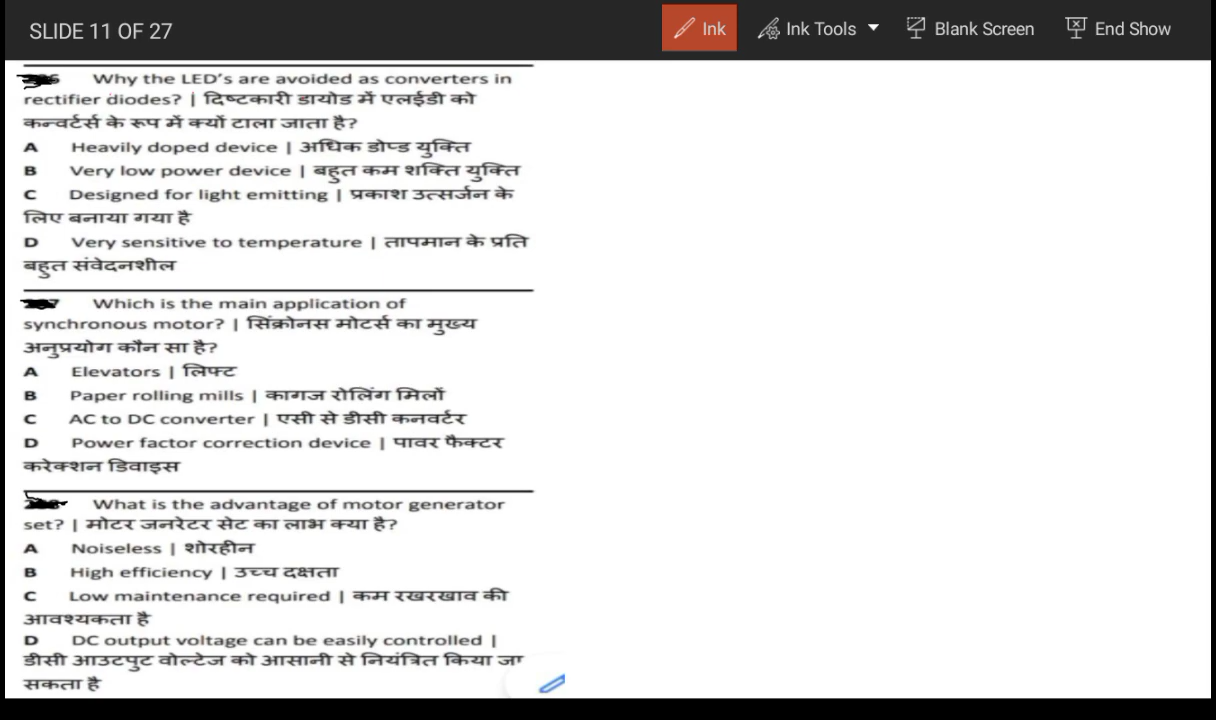 SLIDE 11 OF 27
Ink
Ink Tools
Blank Screen
End Show
Why the LED's are avoided as converters in
rectifier diodes? | दिष्टकारी डायोड में एलईडी को
कन्वर्टर्स के रूप में क्यों टाला जाता है?
A Heavily doped device | अधिक डोप्ड युक्ति
B Very low power device | बहुत कम शक्ति युक्ति
C Designed for light emitting | प्रकाश उत्सर्जन के
लिए बनाया गया है
D Very sensitive to temperature | तापमान के प्रति
बहुत संवेदनशील
Which is the main application of
synchronous motor? | सिंक्रोनस मोटर्स का मुख्य
अनुप्रयोग कौन सा है?
A Elevators | लिफ्ट
B Paper rolling mills | कागज रोलिंग मिलों
C AC to DC converter | एसी से डीसी कनवर्टर
D Power factor correction device | पावर फैक्टर
करेक्शन डिवाइस
What is the advantage of motor generator
set? | मोटर जनरेटर सेट का लाभ क्या है?
A Noiseless | शोरहीन
B High efficiency | उच्च दक्षता
C Low maintenance required | कम रखरखाव की
आवश्यकता है
D DC output voltage can be easily controlled |
डीसी आउटपुट वोल्टेज को आसानी से नियंत्रित किया जा
सकता है